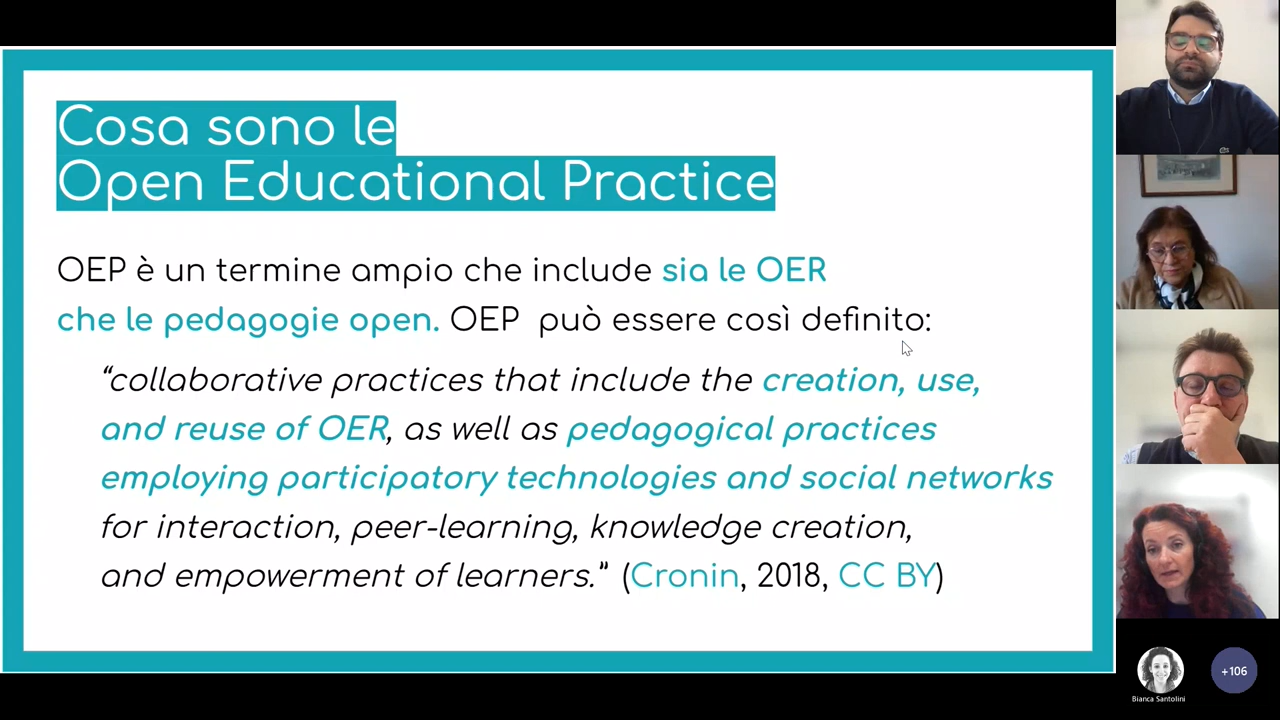 Cosa sono le
Open Educational Practice
OEP è un termine ampio che include sia le OER
che le pedagogie open. OEP può essere così definito:
“collaborative practices that include the creation, use,
and reuse of OER, as well as pedagogical practices
employing participatory technologies and social networks
for interaction, peer-learning, knowledge creation,
and empowerment of learners.” (Cronin, 2018, CC BY)
Bianca Santolini
+106